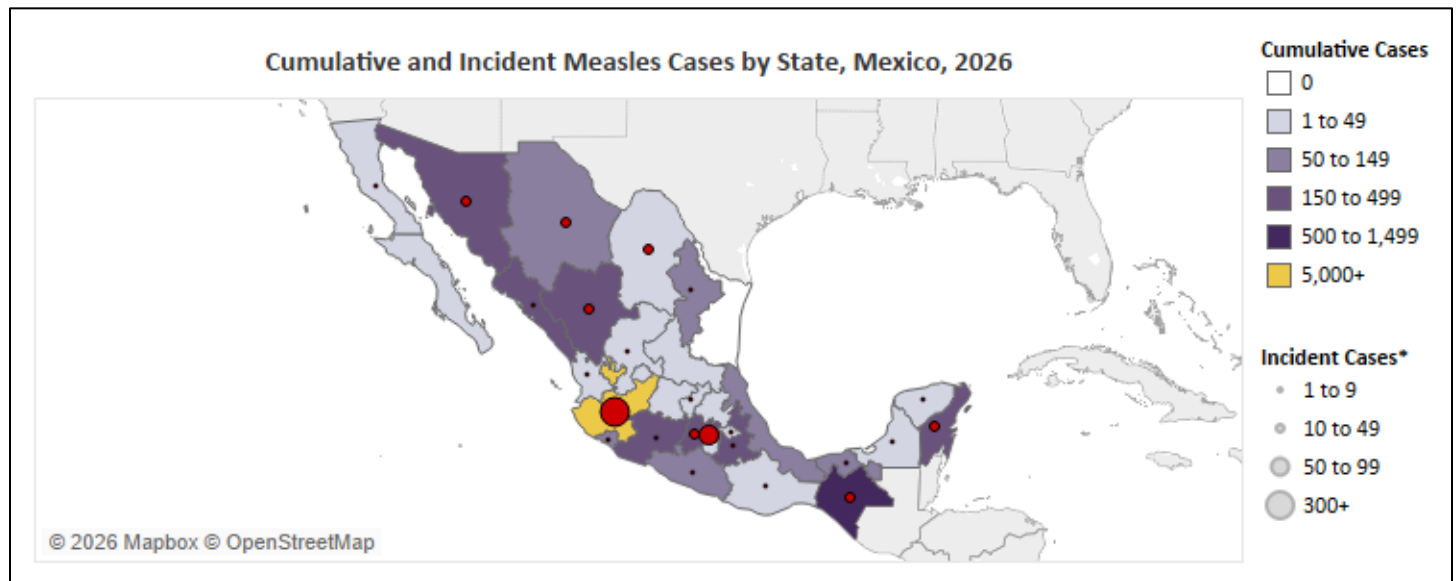 Cumulative and Incident Measles Cases by State, Mexico, 2026
© 2026 Mapbox © OpenStreetMap
Cumulative Cases
0
1 to 49
50 to 149
150 to 499
500 to 1,499
5,000+
Incident Cases*
1 to 9
10 to 49
50 to 99
300+